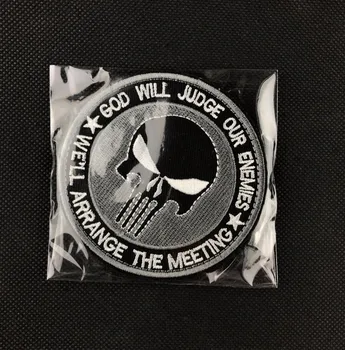 GOD WILL JUDGE OUR ENEMIES
WE'LL ARRANGE THE MEETING